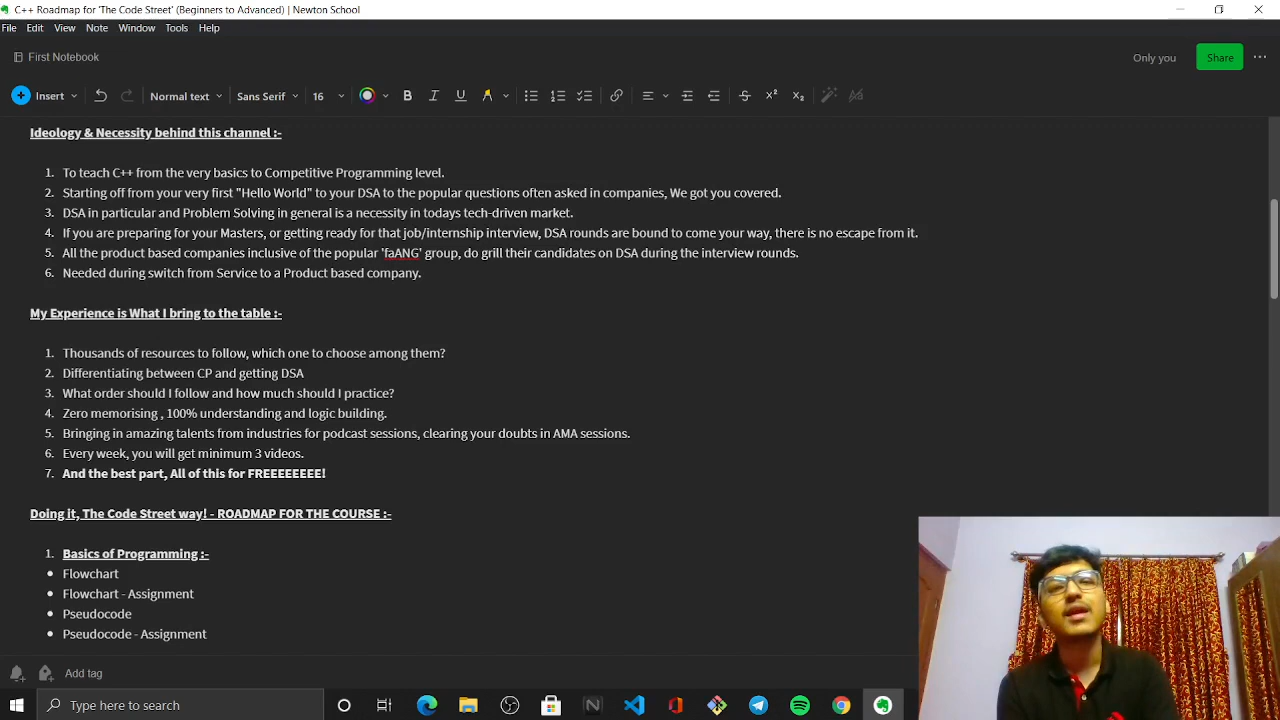 C++ Roadmap for 'The Code Street' (Beginners to Advanced) | Newton School
File Edit View Note Window Tools Help
First Notebook
Only you
Share
Insert
Normal text
Sans Serif
16
Ideology & Necessity behind this channel :-
1. To teach C++ from the very basics to Competitive Programming level.
2. Starting off from your very first "Hello World" to your DSA to the popular questions often asked in companies, We got you covered.
3. DSA in particular and Problem Solving in general is a necessity in todays tech-driven market.
4. If you are preparing for your Masters, or getting ready for that job/internship interview, DSA rounds are bound to come your way, there is no escape from it.
5. All the product based companies inclusive of the popular 'faANG' group, do grill their candidates on DSA during the interview rounds.
6. Needed during switch from Service to a Product based company.
My Experience is What I bring to the table :-
1. Thousands of resources to follow, which one to choose among them?
2. Differentiating between CP and getting DSA
3. What order should I follow and how much should I practice?
4. Zero memorising , 100% understanding and logic building.
5. Bringing in amazing talents from industries for podcast sessions, clearing your doubts in AMA sessions.
6. Every week, you will get minimum 3 videos.
7. And the best part, All of this for FREEEEEEEE!
Doing it, The Code Street way! - ROADMAP FOR THE COURSE :-
1. Basics of Programming :-
• Flowchart
• Flowchart - Assignment
• Pseudocode
• Pseudocode - Assignment
Add tag
Type here to search